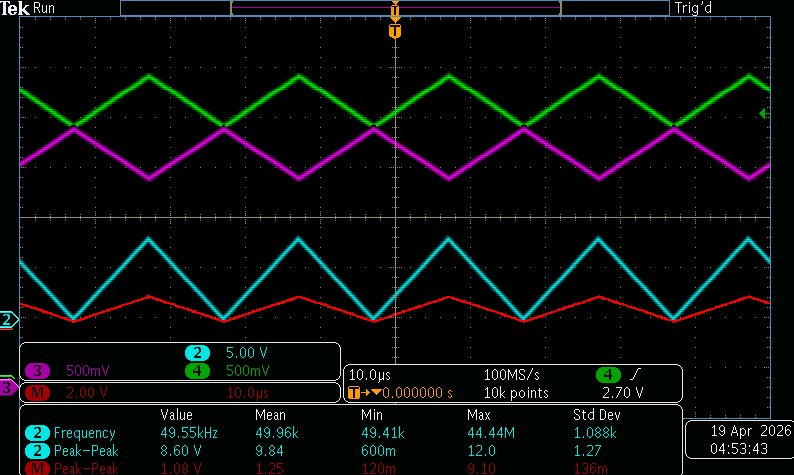 Tek Run Trig'd
T
T
2
3
2 5.00 V
3 500mV 4 500mV
M 2.00 V 10.0µs
10.0µs 100MS/s 4
T→▼0.000000 s 10k points 2.70 V
Value Mean Min Max Std Dev
2 Frequency 49.55kHz 49.96k 49.41k 44.44M 1.088k
2 Peak-Peak 8.60 V 9.84 600m 12.0 1.27
M Peak-Peak 1.08 V 1.25 120m 9.10 136m
19 Apr 2026
04:53:43